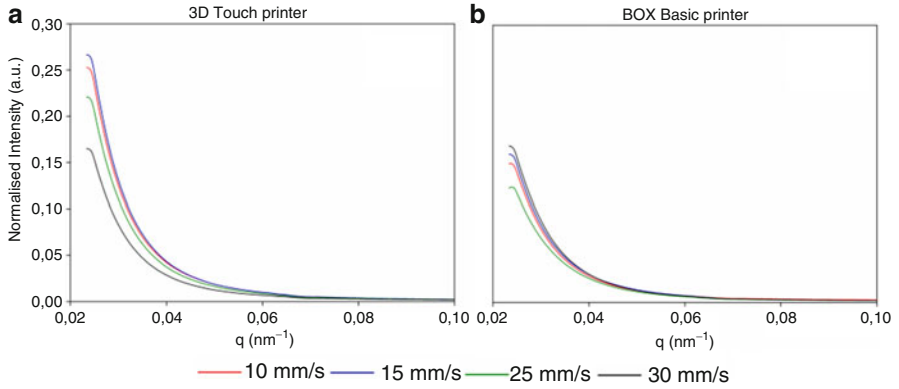 a
3D Touch printer
b
BOX Basic printer
Normalised Intensity (a.u.)
0,30
0,25
0,20
0,15
0,10
0,05
0,00
0,02
0,04
0,06
0,08
0,10
q (nm⁻¹)
0,02
0,04
0,06
0,08
0,10
q (nm⁻¹)
10 mm/s
15 mm/s
25 mm/s
30 mm/s